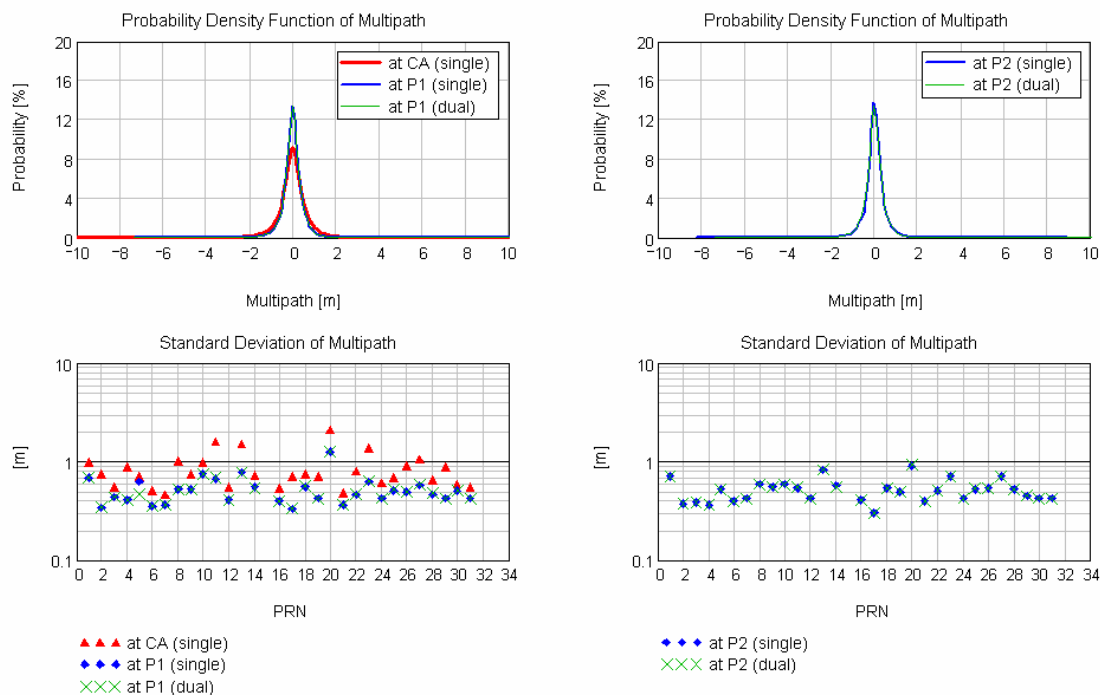 Probability Density Function of Multipath
20
16
12
8
4
0
Probability [%]
at CA (single)
at P1 (single)
at P1 (dual)
−10 −8 −6 −4 −2 0 2 4 6 8 10
Multipath [m]
Probability Density Function of Multipath
20
16
12
8
4
0
Probability [%]
at P2 (single)
at P2 (dual)
−10 −8 −6 −4 −2 0 2 4 6 8 10
Multipath [m]
Standard Deviation of Multipath
10
1
0.1
[m]
0 2 4 6 8 10 12 14 16 18 20 22 24 26 28 30 32 34
PRN
at CA (single)
at P1 (single)
at P1 (dual)
Standard Deviation of Multipath
10
1
0.1
[m]
0 2 4 6 8 10 12 14 16 18 20 22 24 26 28 30 32 34
PRN
at P2 (single)
at P2 (dual)